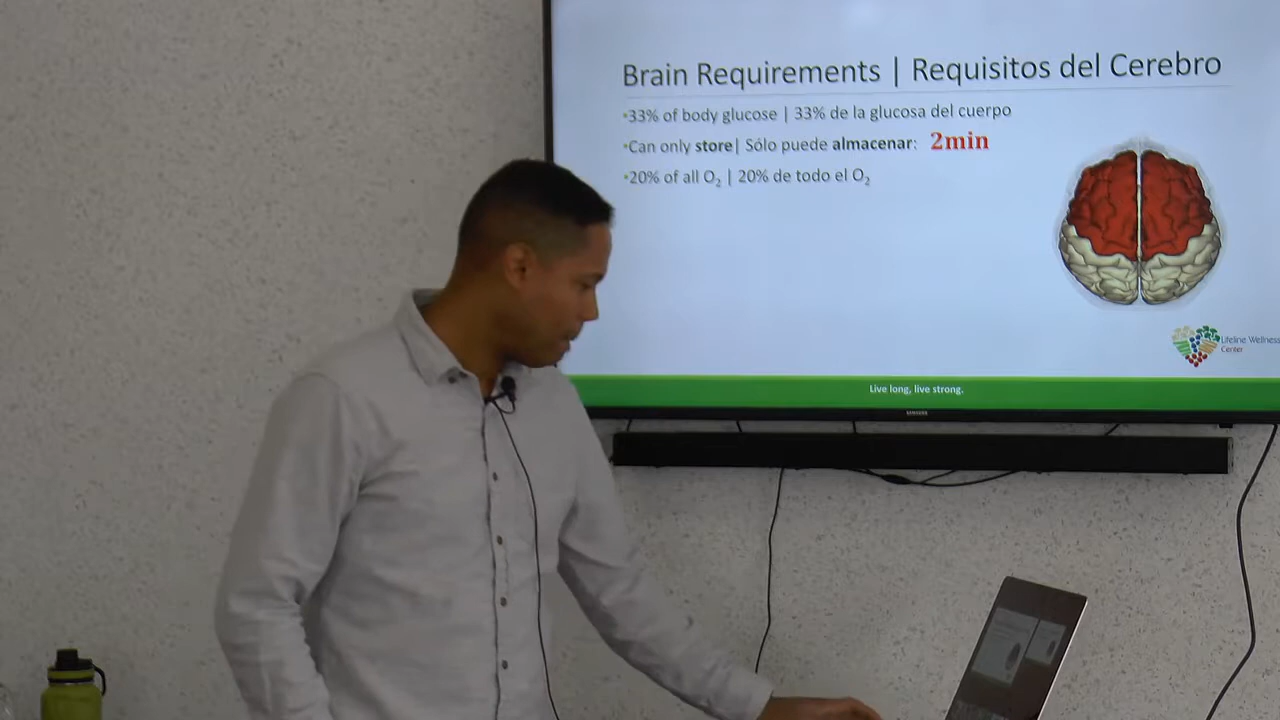 Brain Requirements | Requisitos del Cerebro
•33% of body glucose | 33% de la glucosa del cuerpo
•Can only store| Sólo puede almacenar: 2min
•20% of all O₂ | 20% de todo el O₂
Lifeline Wellness
Center
Live long, live strong.
SAMSUNG